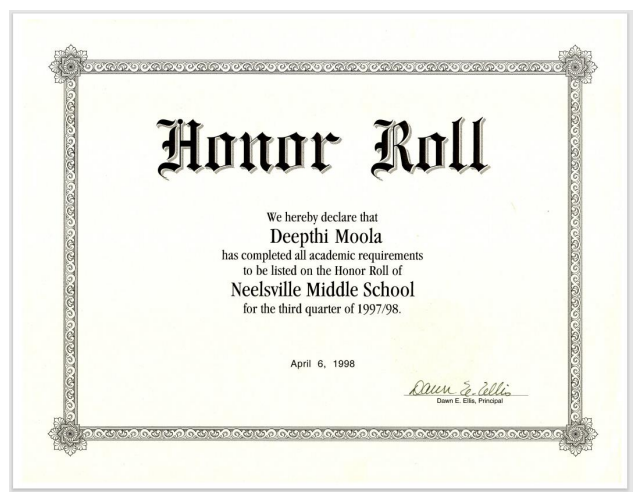 Honor Roll
We hereby declare that
Deepthi Moola
has completed all academic requirements
to be listed on the Honor Roll of
Neelsville Middle School
for the third quarter of 1997/98.
April 6, 1998
Dawn E. Ellis
Dawn E. Ellis, Principal